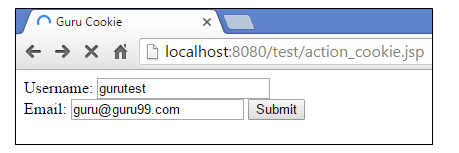 Guru Cookie
localhost:8080/test/action_cookie.jsp
Username: gurutest
Email: guru@guru99.com Submit